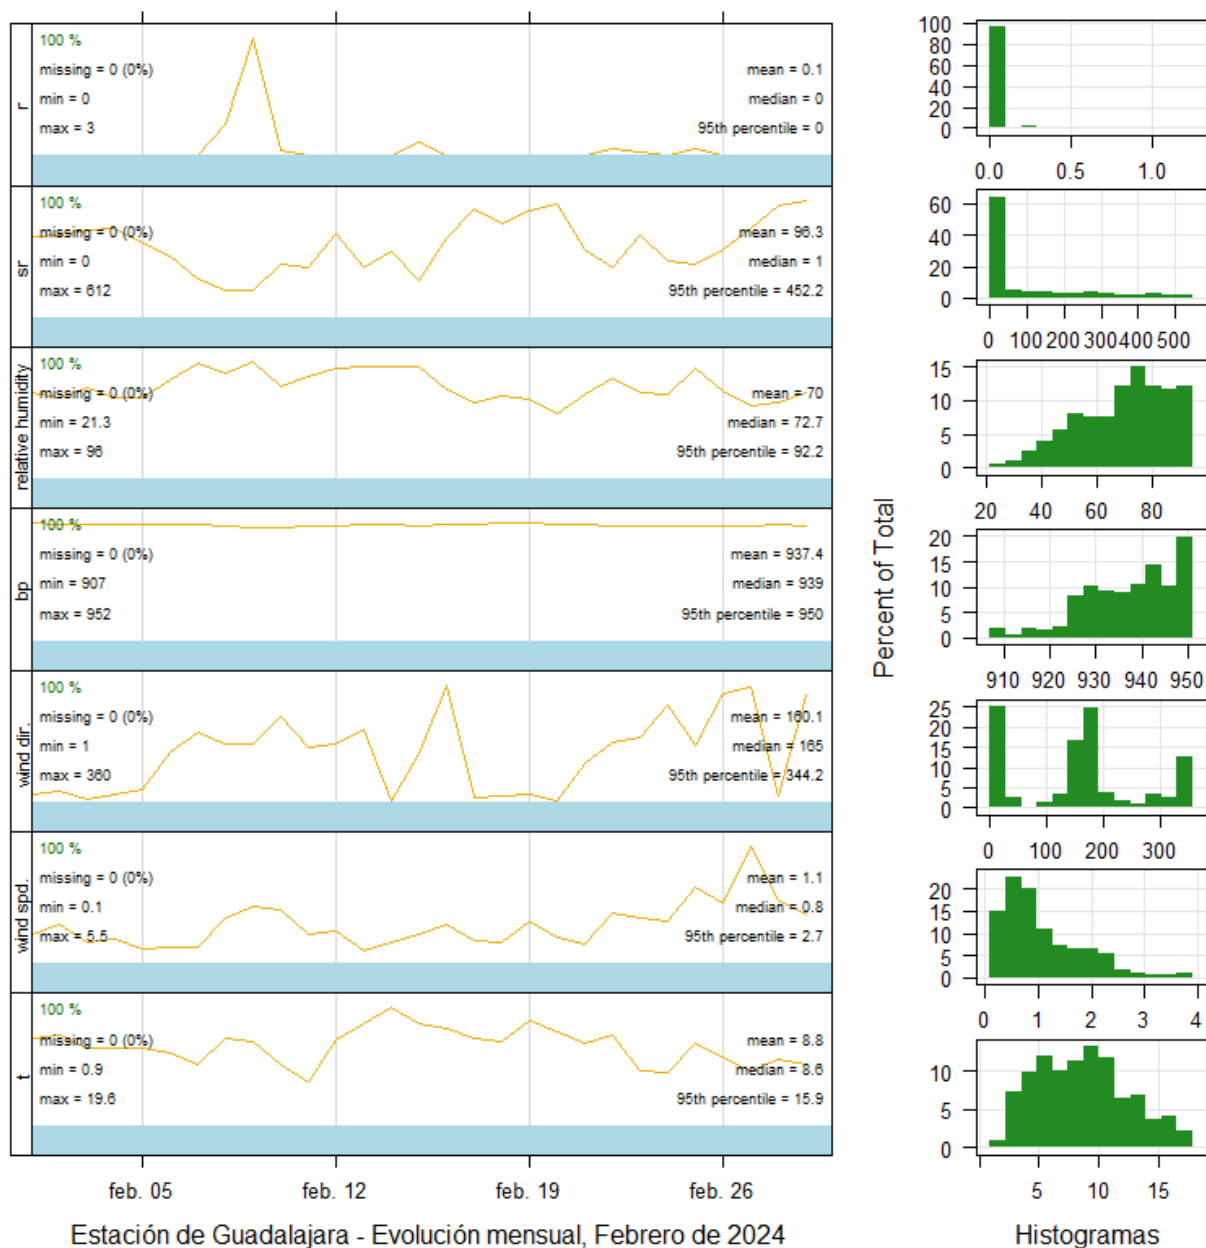 r
100 %
missing = 0 (0%)
min = 0
max = 3
mean = 0.1
median = 0
95th percentile = 0
sr
100 %
missing = 0 (0%)
min = 0
max = 612
mean = 96.3
median = 1
95th percentile = 452.2
relative humidity
100 %
missing = 0 (0%)
min = 21.3
max = 96
mean = 70
median = 72.7
95th percentile = 92.2
bp
100 %
missing = 0 (0%)
min = 907
max = 952
mean = 937.4
median = 939
95th percentile = 950
wind dir.
100 %
missing = 0 (0%)
min = 1
max = 360
mean = 160.1
median = 165
95th percentile = 344.2
wind spd.
100 %
missing = 0 (0%)
min = 0.1
max = 5.5
mean = 1.1
median = 0.8
95th percentile = 2.7
t
100 %
missing = 0 (0%)
min = 0.9
max = 19.6
mean = 8.8
median = 8.6
95th percentile = 15.9
feb. 05 feb. 12 feb. 19 feb. 26
Estación de Guadalajara - Evolución mensual, Febrero de 2024
Percent of Total
100
80
60
40
20
0
0.0 0.5 1.0
60
40
20
0
0 100 200 300 400 500
15
10
5
0
20 40 60 80
20
15
10
5
0
910 920 930 940 950
25
20
15
10
5
0
0 100 200 300
20
15
10
5
0
0 1 2 3 4
10
5
0
5 10 15
Histogramas